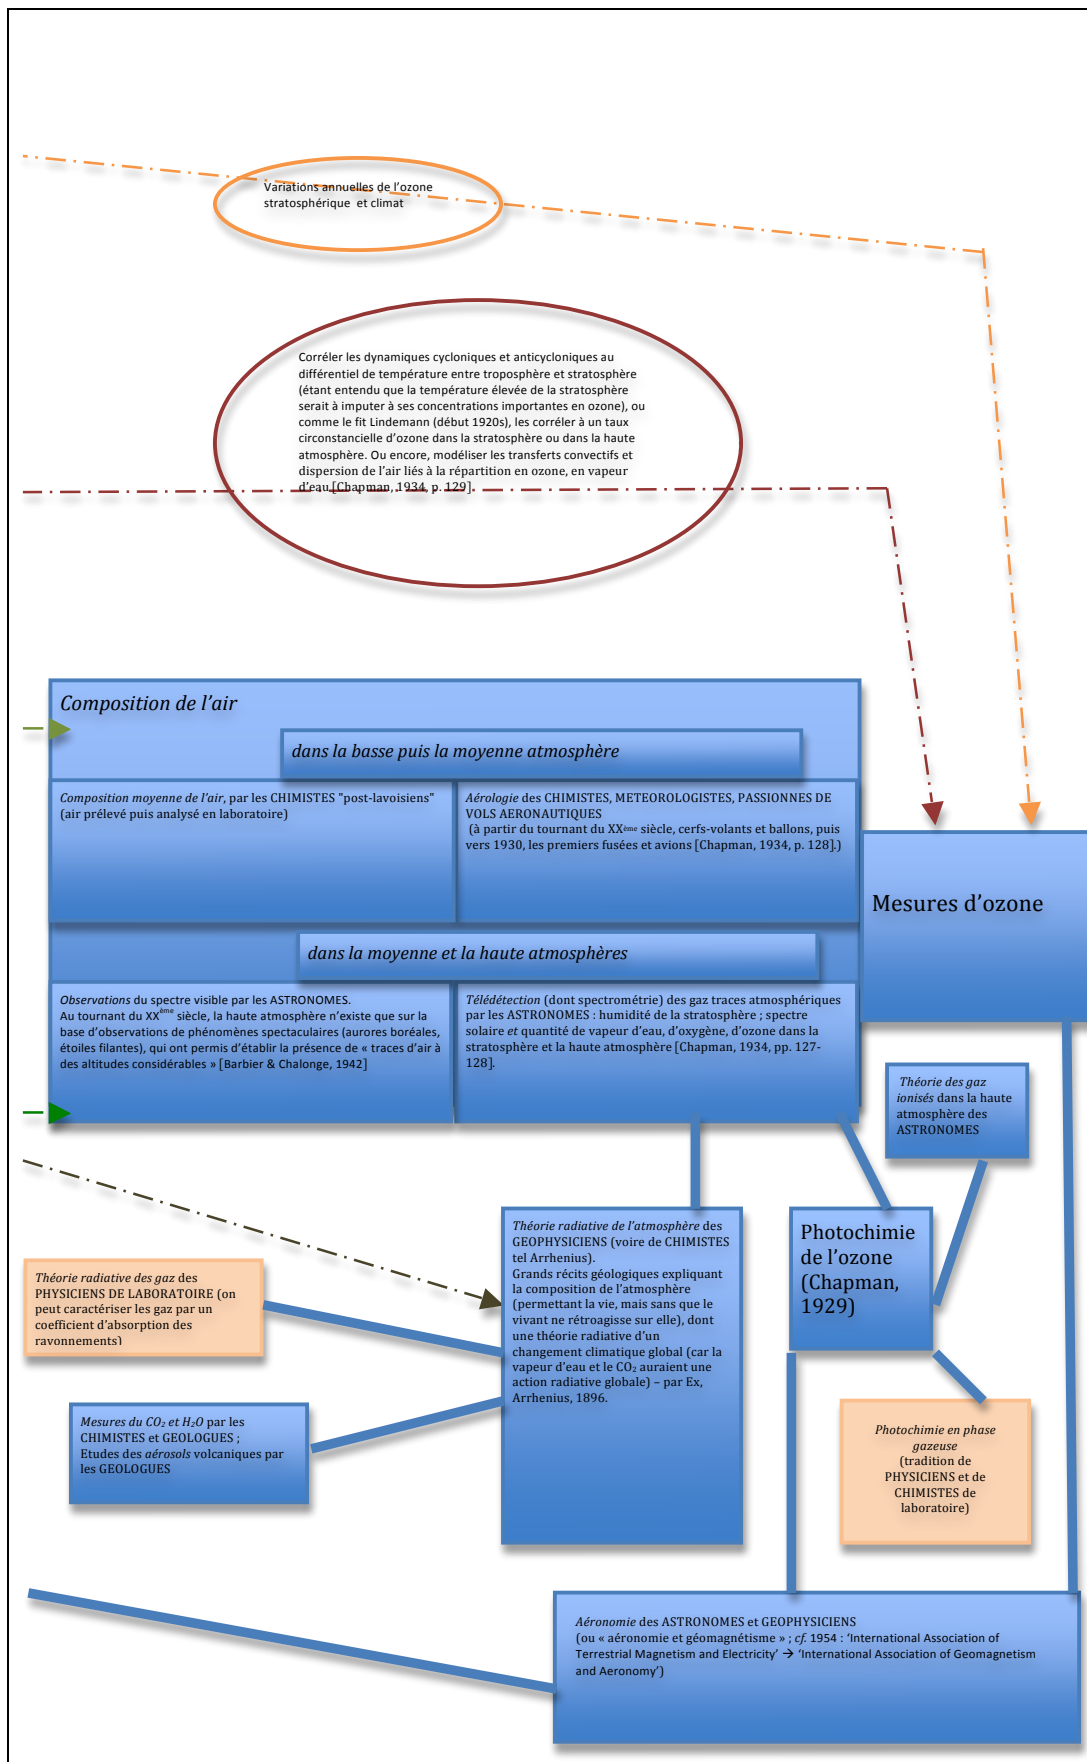 Variations annuelles de l'ozone
stratosphérique et climat
Corréler les dynamiques cycloniques et anticycloniques au
différentiel de température entre troposphère et stratosphère
(étant entendu que la température élevée de la stratosphère
serait à imputer à ses concentrations importantes en ozone), ou
comme le fit Lindemann (début 1920s), les corréler à un taux
circonstancielle d'ozone dans la stratosphère ou dans la haute
atmosphère. Ou encore, modéliser les transferts convectifs et
dispersion de l'air liés à la répartition en ozone, en vapeur
d'eau [Chapman, 1934, p. 129]
Composition de l'air
dans la basse puis la moyenne atmosphère
Composition moyenne de l'air, par les CHIMISTES "post-lavoisiens"
(air prélevé puis analysé en laboratoire)
Aérologie des CHIMISTES, METEOROLOGISTES, PASSIONNES DE
VOLS AERONAUTIQUES
(à partir du tournant du XXème siècle, cerfs-volants et ballons, puis
vers 1930, les premiers fusées et avions [Chapman, 1934, p. 128].)
Mesures d'ozone
dans la moyenne et la haute atmosphères
Observations du spectre visible par les ASTRONOMES.
Au tournant du XXème siècle, la haute atmosphère n'existe que sur la
base d'observations de phénomènes spectaculaires (aurores boréales,
étoiles filantes), qui ont permis d'établir la présence de « traces d'air à
des altitudes considérables » [Barbier & Chalonge, 1942]
Télédétection (dont spectrométrie) des gaz traces atmosphériques
par les ASTRONOMES : humidité de la stratosphère ; spectre
solaire et quantité de vapeur d'eau, d'oxygène, d'ozone dans la
stratosphère et la haute atmosphère [Chapman, 1934, pp. 127-
128].
Théorie des gaz
ionisés dans la haute
atmosphère des
ASTRONOMES
Théorie radiative de l'atmosphère des
GEOPHYSICIENS (voire de CHIMISTES
tel Arrhenius).
Grands récits géologiques expliquant
la composition de l'atmosphère
(permettant la vie, mais sans que le
vivant ne rétroagisse sur elle), dont
une théorie radiative d'un
changement climatique global (car la
vapeur d'eau et le CO₂ auraient une
action radiative globale) – par Ex,
Arrhenius, 1896.
Photochimie
de l'ozone
(Chapman,
1929)
Théorie radiative des gaz des
PHYSICIENS DE LABORATOIRE (on
peut caractériser les gaz par un
coefficient d'absorption des
rayonnements)
Mesures du CO₂ et H₂O par les
CHIMISTES et GEOLOGUES ;
Etudes des aérosols volcaniques par
les GEOLOGUES
Photochimie en phase
gazeuse
(tradition de
PHYSICIENS et de
CHIMISTES de
laboratoire)
Aéronomie des ASTRONOMES et GEOPHYSICIENS
(ou « aéronomie et géomagnétisme » ; cf. 1954 : 'International Association of
Terrestrial Magnetism and Electricity' → 'International Association of Geomagnetism
and Aeronomy')